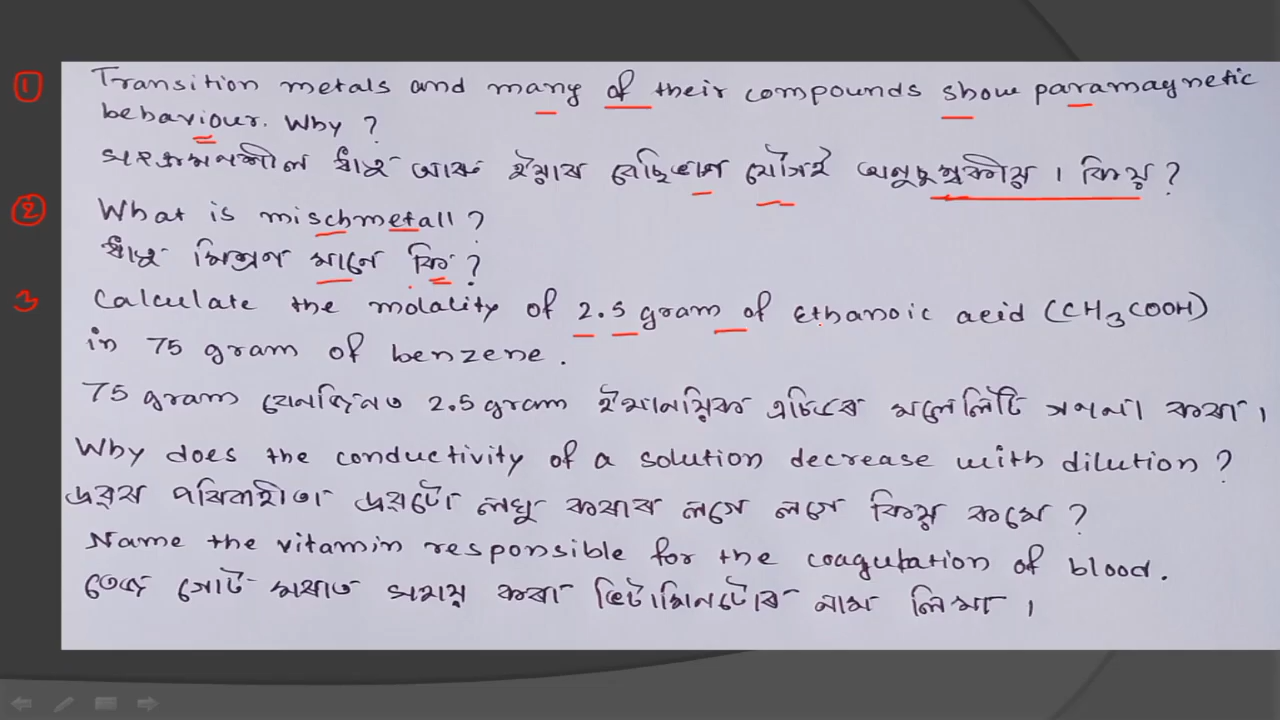 ① Transition metals and many of their compounds show paramagnetic
behaviour. Why ?
সংক্ৰমণশীল ধাতু আৰু ইয়াৰ বেছিভাগ যৌগই অনুচুম্বকীয় । কিয় ?
② What is mischmetall ?
ধাতু মিশ্ৰণ মানে কি ?
3 Calculate the molality of 2.5 gram of ethanoic acid (CH3COOH)
in 75 gram of benzene .
75 gram বেনজিনত 2.5 gram ইথানয়িক এচিডৰ মলেলিটি গণনা কৰা ।
Why does the conductivity of a solution decrease with dilution ?
দ্ৰৱৰ পৰিবাহীতা দ্ৰৱটো লঘু কৰাৰ লগে লগে কিয় কমে ?
Name the vitamin responsible for the coagulation of blood.
তেজ গোট মৰাত সহায় কৰা ভিটামিনটোৰ নাম লিখা ।